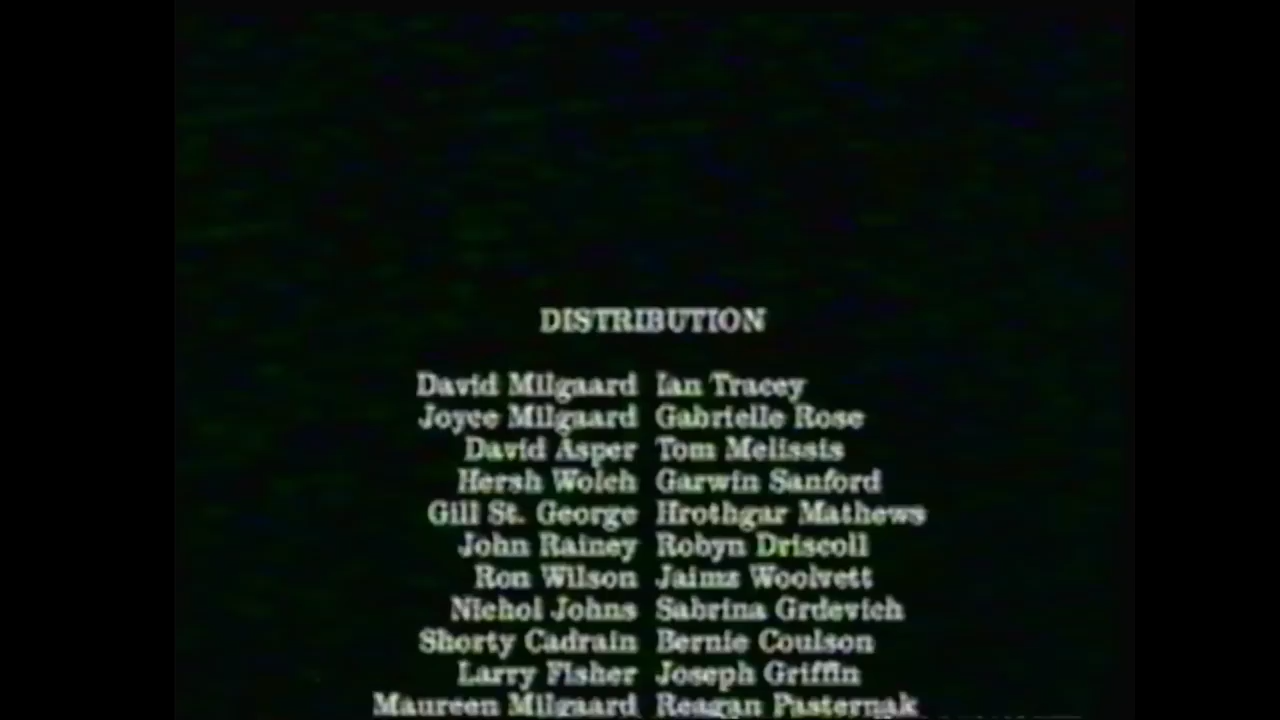 DISTRIBUTION
David Milgaard Ian Tracey
Joyce Milgaard Gabrielle Rose
David Asper Tom Melissis
Hersh Wolch Garwin Sanford
Gill St. George Hrothgar Mathews
John Rainey Robyn Driscoll
Ron Wilson Jaimz Woolvett
Nichol Johns Sabrina Grdevich
Shorty Cadrain Bernie Coulson
Larry Fisher Joseph Griffin
Maureen Milgaard Reagan Pasternak